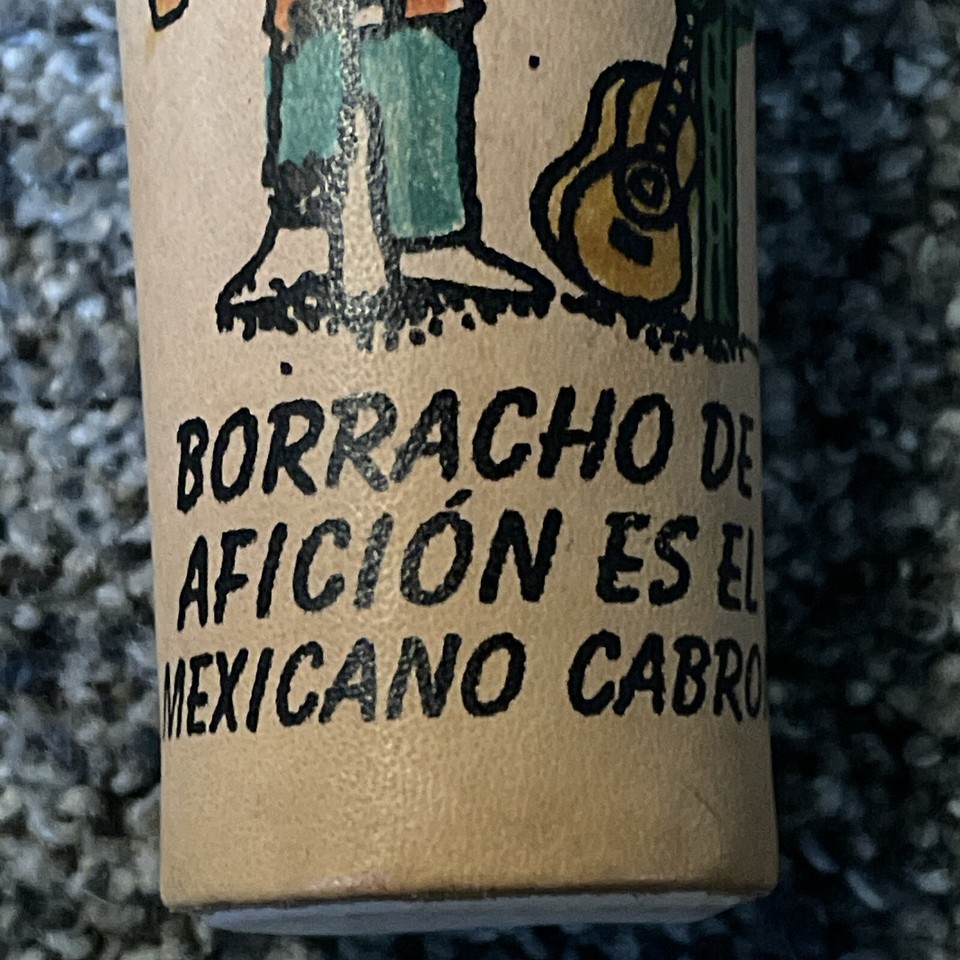 BORRACHO DE
AFICIÓN ES EL
MEXICANO CABRO